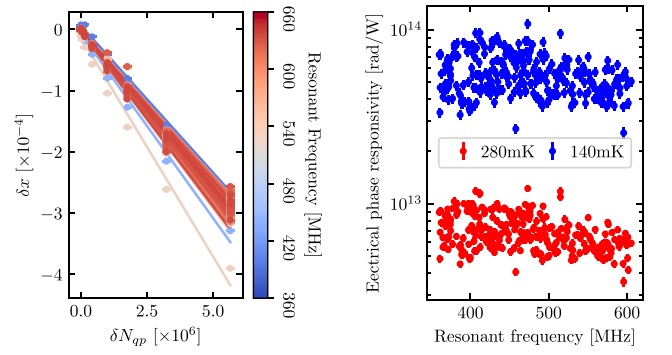 0
−1
−2
−3
−4
δx [×10⁻⁴]
0.0
2.5
5.0
δN_qp [×10⁶]
660
600
540
480
420
360
Resonant Frequency [MHz]
10¹⁴
10¹³
Eectrical phase responsivity [rad/W]
280mK
140mK
400
500
600
Resonant frequency [MHz]